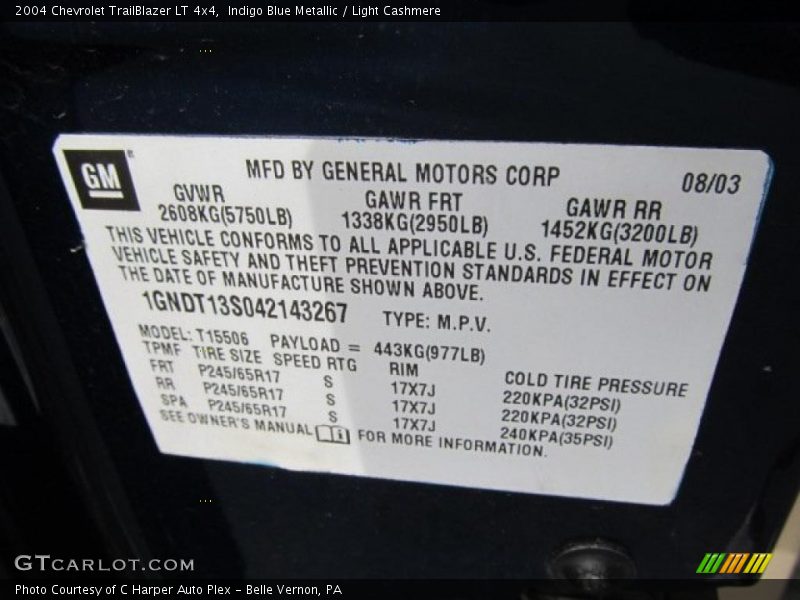 2004 Chevrolet TrailBlazer LT 4x4,  Indigo Blue Metallic / Light Cashmere
GM
MFD BY GENERAL MOTORS CORP 08/03
GVWR GAWR FRT GAWR RR
2608KG(5750LB) 1338KG(2950LB) 1452KG(3200LB)
THIS VEHICLE CONFORMS TO ALL APPLICABLE U.S. FEDERAL MOTOR
VEHICLE SAFETY AND THEFT PREVENTION STANDARDS IN EFFECT ON
THE DATE OF MANUFACTURE SHOWN ABOVE.
1GNDT13S042143267 TYPE: M.P.V.
MODEL: T15506 PAYLOAD = 443KG(977LB)
TPMF TIRE SIZE SPEED RTG RIM COLD TIRE PRESSURE
FRT P245/65R17 S 17X7J 220KPA(32PSI)
RR P245/65R17 S 17X7J 220KPA(32PSI)
SPA P245/65R17 S 17X7J 240KPA(35PSI)
SEE OWNER'S MANUAL i FOR MORE INFORMATION.
GTCARLOT.COM
Photo Courtesy of C Harper Auto Plex - Belle Vernon, PA